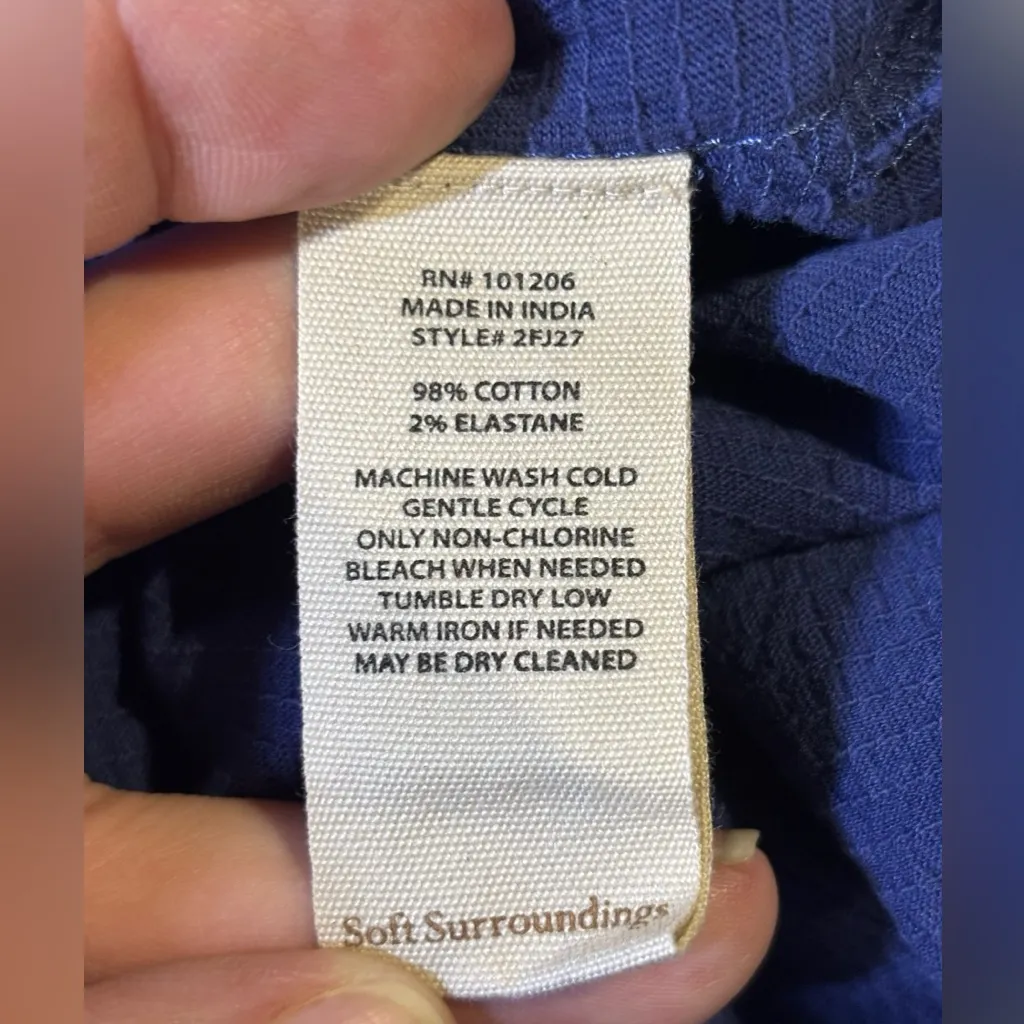 RN# 101206
MADE IN INDIA
STYLE# 2FJ27
98% COTTON
2% ELASTANE
MACHINE WASH COLD
GENTLE CYCLE
ONLY NON-CHLORINE
BLEACH WHEN NEEDED
TUMBLE DRY LOW
WARM IRON IF NEEDED
MAY BE DRY CLEANED
Soft Surroundings